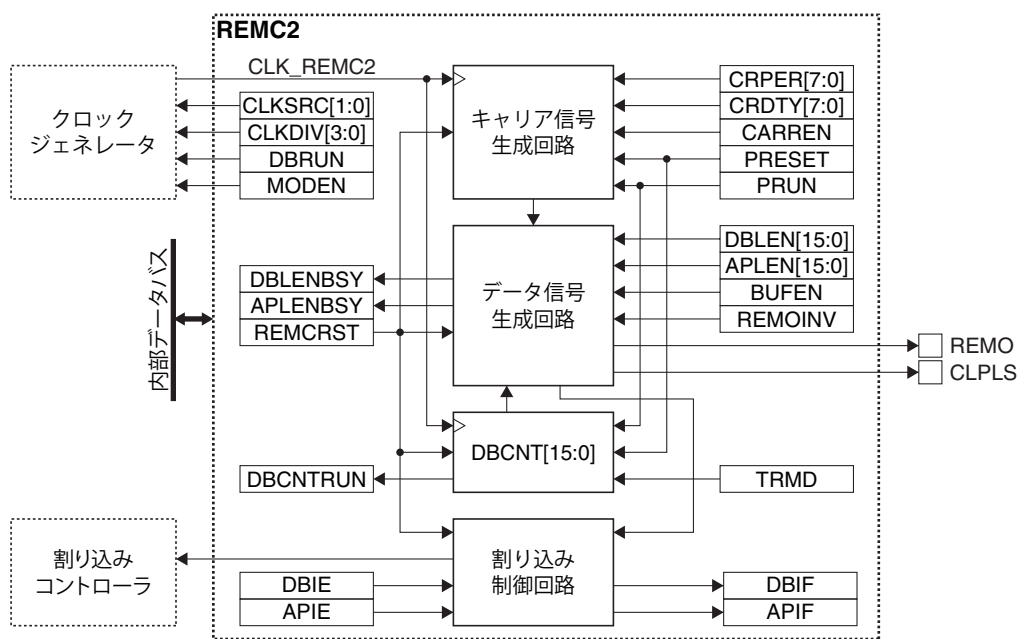 REMC2
CLK_REMC2
クロック
ジェネレータ
CLKSRC[1:0]
CLKDIV[3:0]
DBRUN
MODEN
キャリア信号
生成回路
CRPER[7:0]
CRDTY[7:0]
CARREN
PRESET
PRUN
内部データバス
DBLENBSY
APLENBSY
REMCRST
データ信号
生成回路
DBLEN[15:0]
APLEN[15:0]
BUFEN
REMOINV
REMO
CLPLS
DBCNT[15:0]
DBCNTRUN
TRMD
割り込み
コントローラ
割り込み
制御回路
DBIE
APIE
DBIF
APIF